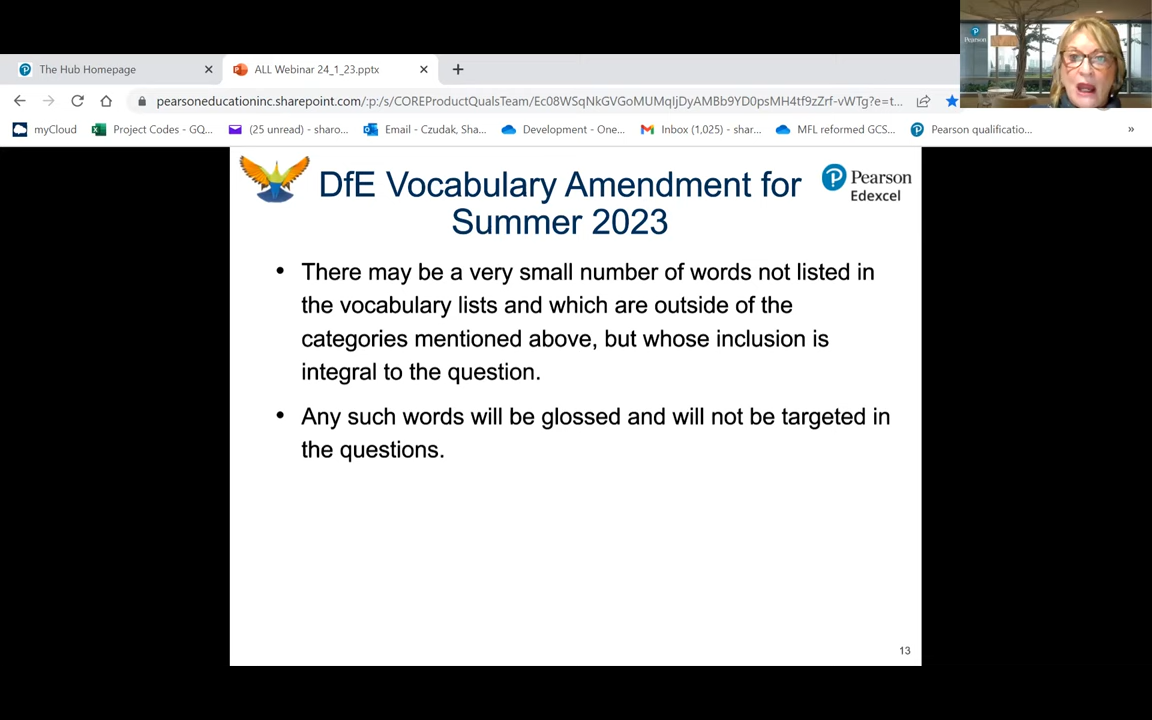 Pearson
The Hub Homepage
ALL Webinar 24_1_23.pptx
pearsoneducationinc.sharepoint.com/:p:/s/COREProductQualsTeam/Ec08WSqNkGVGoMUMqIjDyAMBb9YD0psMH4tf9zZrf-vWTg?e=t...
myCloud
Project Codes - GQ...
(25 unread) - sharo...
Email - Czudak, Sha...
Development - One...
Inbox (1,025) - shar...
MFL reformed GCS...
Pearson qualificatio...
»
DfE Vocabulary Amendment for
Summer 2023
Pearson
Edexcel
• There may be a very small number of words not listed in
the vocabulary lists and which are outside of the
categories mentioned above, but whose inclusion is
integral to the question.
• Any such words will be glossed and will not be targeted in
the questions.
13